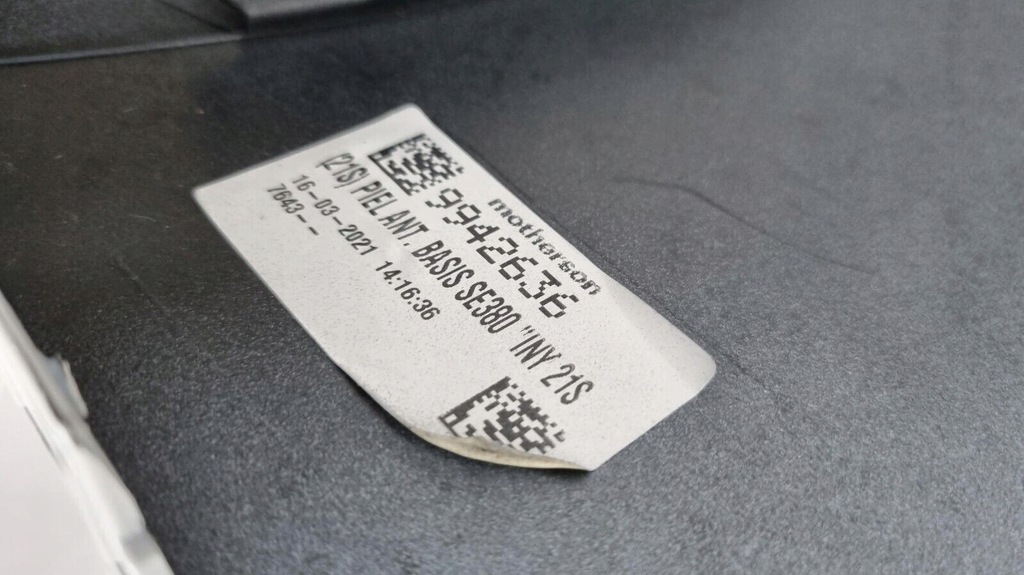 motherson
9942636
(21S) PIEL ANT. BASIS SE380 "INY 21S
16-03-2021 14:16:36
7643--